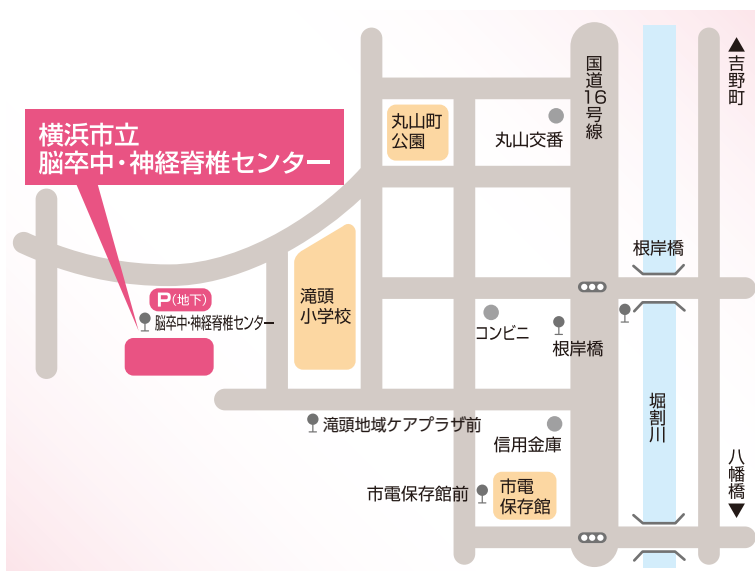 横浜市立
脳卒中・神経脊椎センター
P(地下)
脳卒中・神経脊椎センター
丸山町
公園
丸山交番
国道16号線
吉野町
根岸橋
滝頭
小学校
コンビニ
根岸橋
滝頭地域ケアプラザ前
信用金庫
堀割川
市電保存館前
市電
保存館
八幡橋